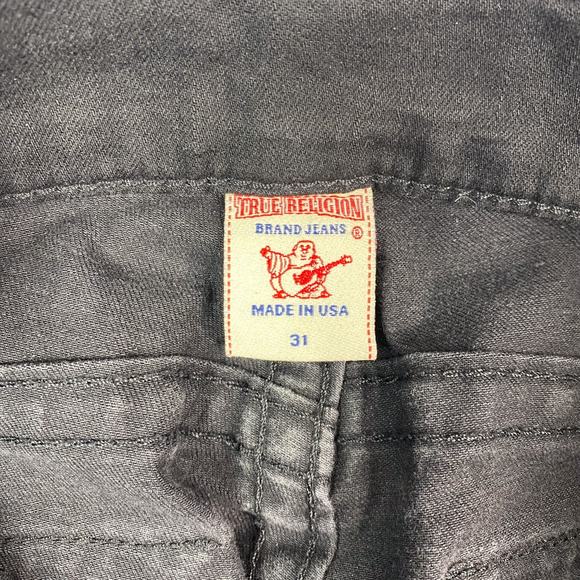 TRUE RELIGION
BRAND JEANS ®
MADE IN USA
31